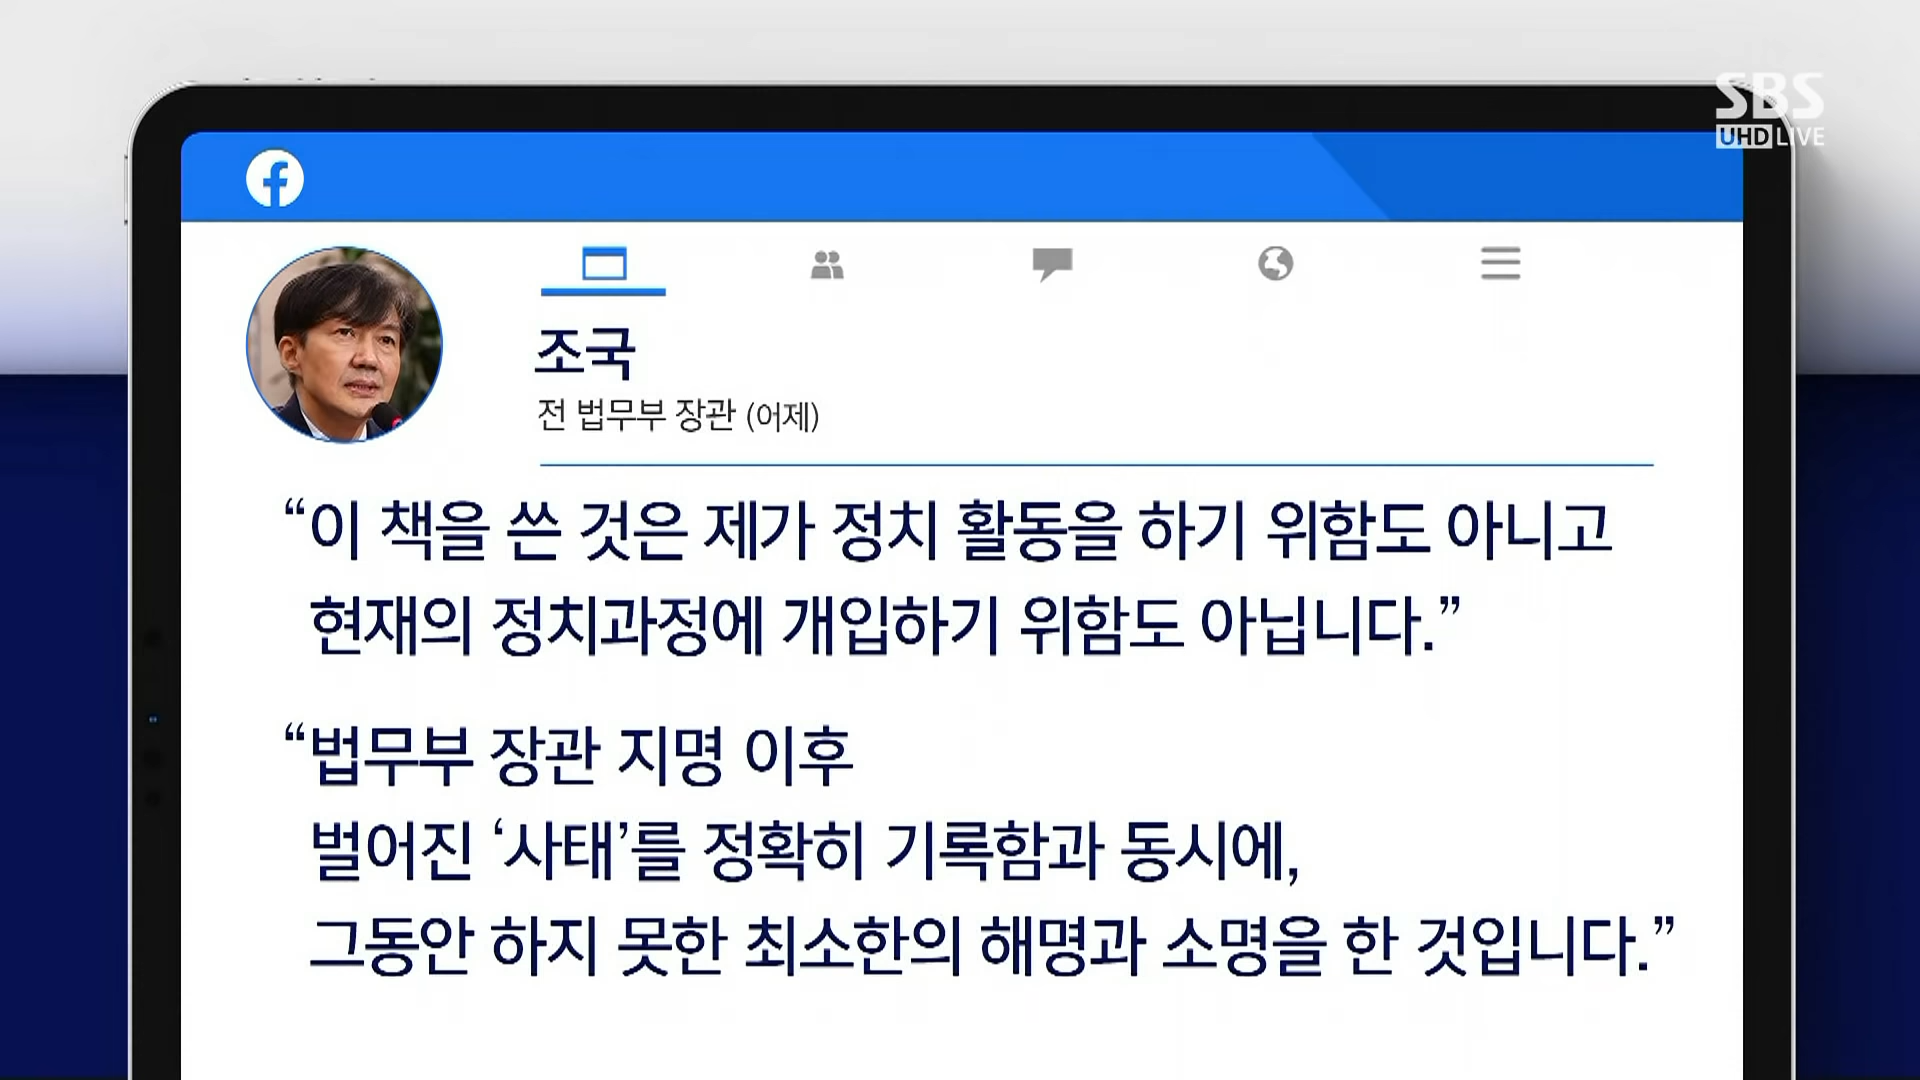 SBS
UHD LIVE
조국
전 법무부 장관 (어제)
“이 책을 쓴 것은 제가 정치 활동을 하기 위함도 아니고
현재의 정치과정에 개입하기 위함도 아닙니다.”
“법무부 장관 지명 이후
벌어진 ‘사태’를 정확히 기록함과 동시에,
그동안 하지 못한 최소한의 해명과 소명을 한 것입니다.”